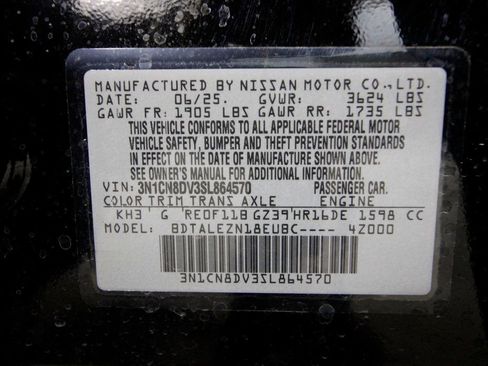 MANUFACTURED BY NISSAN MOTOR CO.,LTD.
DATE: 06/25. GVWR: 3624 LBS
GAWR FR: 1905 LBS GAWR RR: 1735 LBS
THIS VEHICLE CONFORMS TO ALL APPLICABLE FEDERAL MOTOR
VEHICLE SAFETY, BUMPER AND THEFT PREVENTION STANDARDS
IN EFFECT ON THE DATE OF MANUFACTURE SHOWN ABOVE.
SEE OWNER'S MANUAL FOR ADDITIONAL INFORMATION.
VIN: 3N1CN8DV3SL864570 PASSENGER CAR.
COLOR TRIM TRANS AXLE ENGINE
KH3 G RE0F11B GZ39 HR16DE 1598 CC
MODEL: BDTALEZN18EUBC---- 4Z000
3N1CN8DV3SL864570